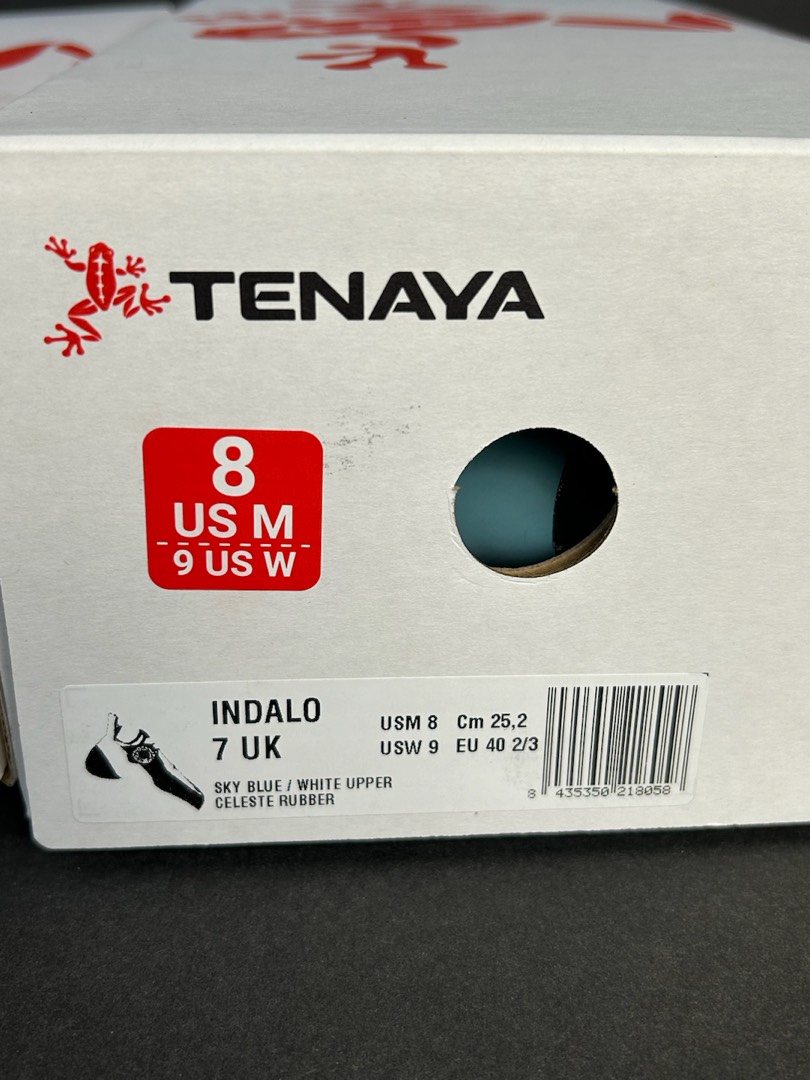 TENAYA
8
US M
9 US W
INDALO
7 UK
USM 8 Cm 25,2
USW 9 EU 40 2/3
SKY BLUE / WHITE UPPER
CELESTE RUBBER
8 435350 218058